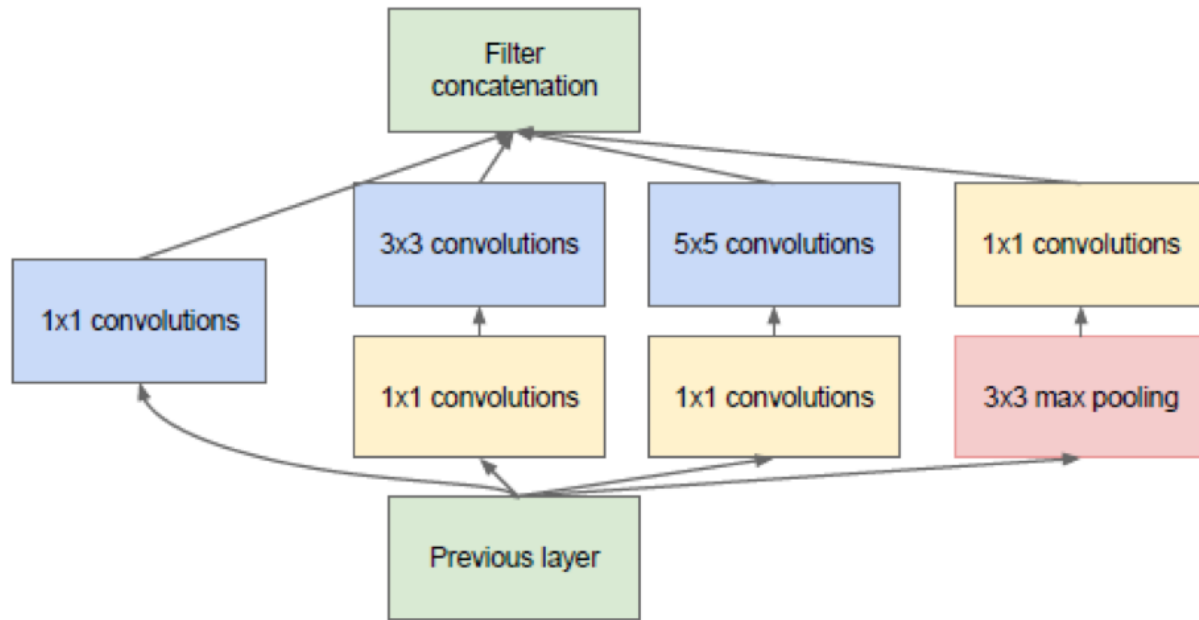 Filter
concatenation
3x3 convolutions
5x5 convolutions
1x1 convolutions
1x1 convolutions
1x1 convolutions
1x1 convolutions
3x3 max pooling
Previous layer